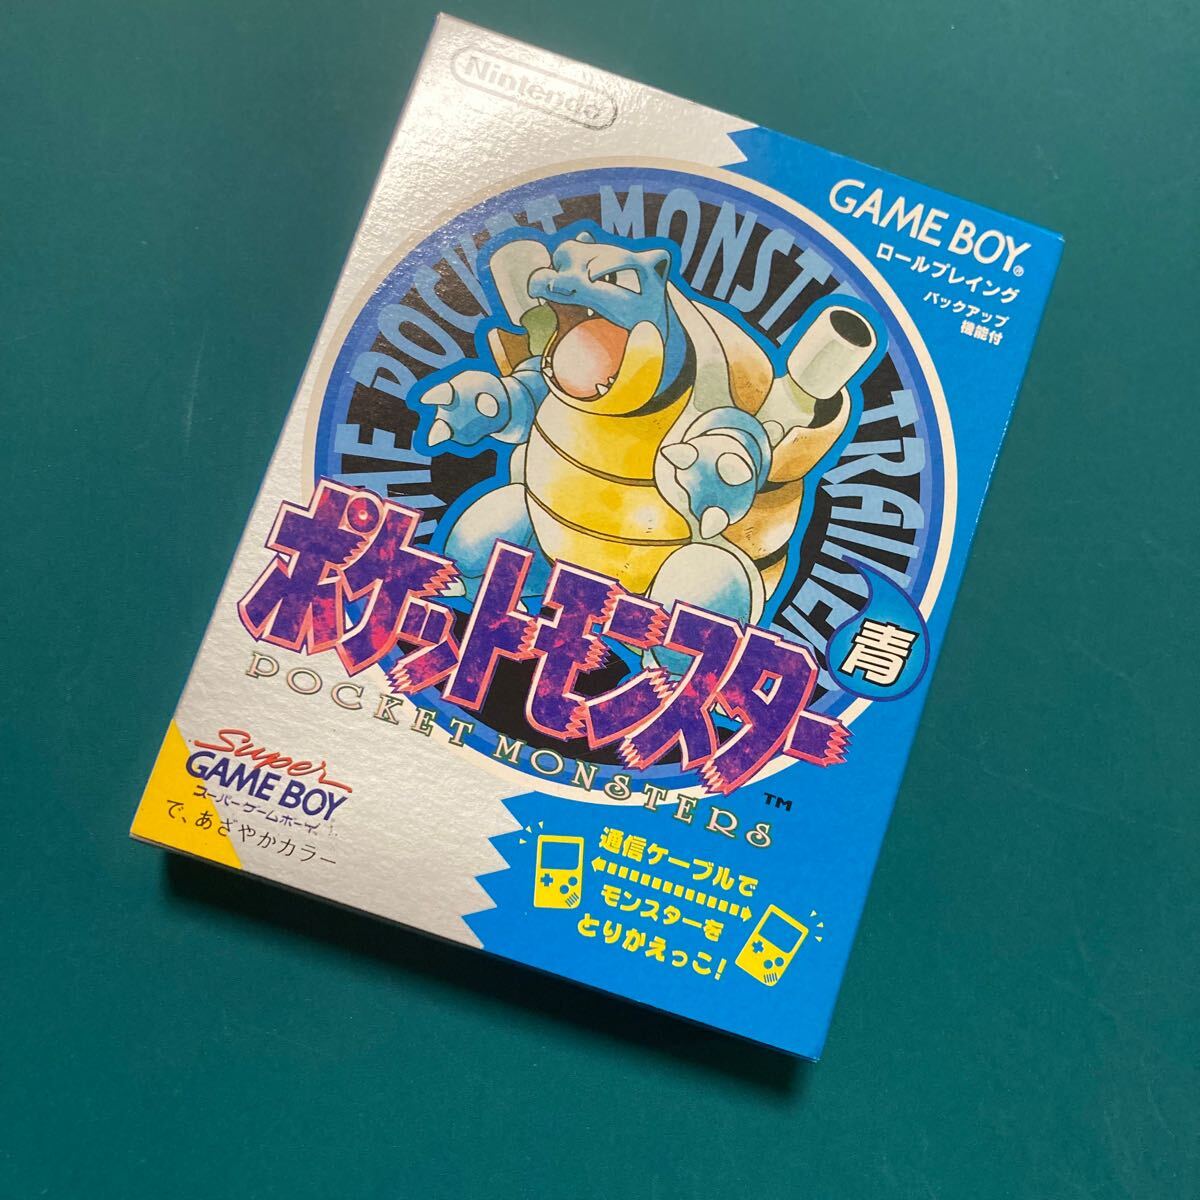 Nintendo
GAME BOY®
ロールプレイング
バックアップ
機能付
POCKET MONSTE TRAINER
ポケットモンスター
青
POCKET MONSTERS
TM
Super
GAME BOY
スーパーゲームボーイ
で、あざやかカラー
通信ケーブルで
モンスターを
とりかえっこ!